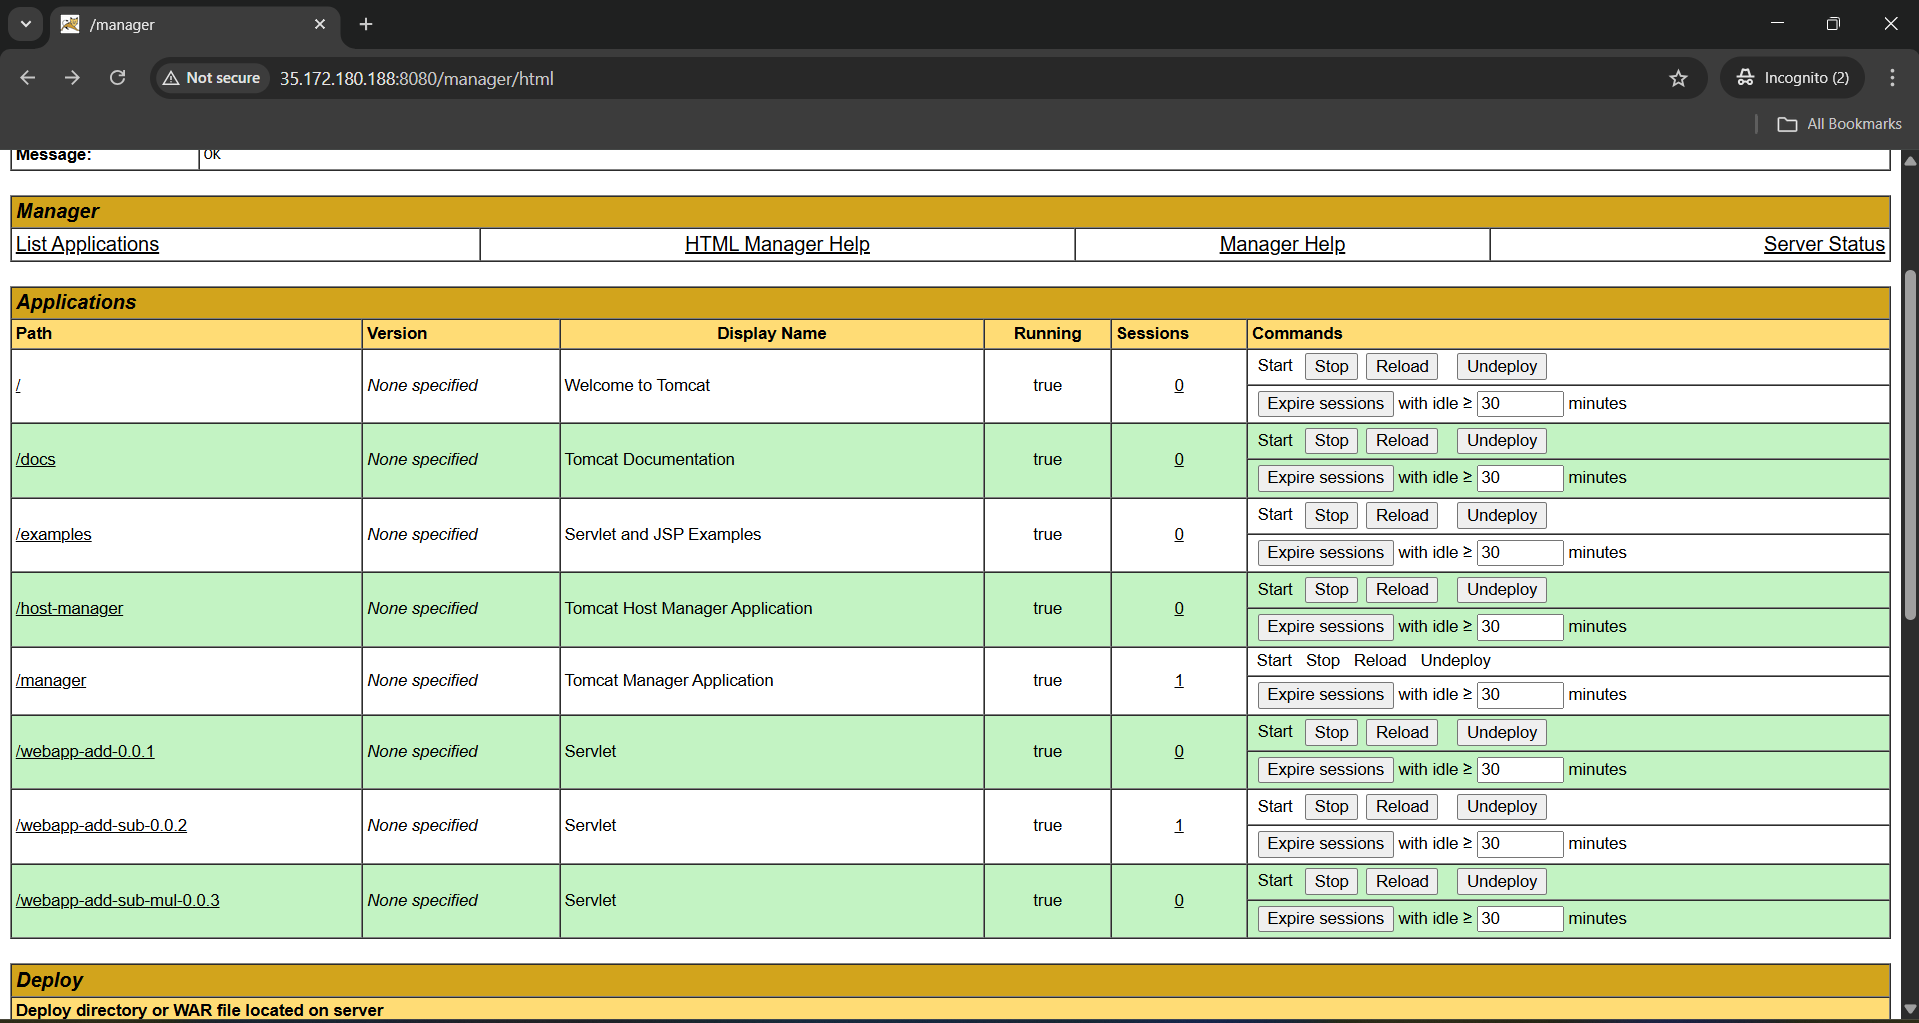 /manager
Not secure 35.172.180.188:8080/manager/html Incognito (2)
All Bookmarks
Message: OK
Manager
List Applications HTML Manager Help Manager Help Server Status
Applications
Path Version Display Name Running Sessions Commands
/ None specified Welcome to Tomcat true 0 Start Stop Reload Undeploy
Expire sessions with idle ≥ 30 minutes
/docs None specified Tomcat Documentation true 0 Start Stop Reload Undeploy
Expire sessions with idle ≥ 30 minutes
/examples None specified Servlet and JSP Examples true 0 Start Stop Reload Undeploy
Expire sessions with idle ≥ 30 minutes
/host-manager None specified Tomcat Host Manager Application true 0 Start Stop Reload Undeploy
Expire sessions with idle ≥ 30 minutes
/manager None specified Tomcat Manager Application true 1 Start Stop Reload Undeploy
Expire sessions with idle ≥ 30 minutes
/webapp-add-0.0.1 None specified Servlet true 0 Start Stop Reload Undeploy
Expire sessions with idle ≥ 30 minutes
/webapp-add-sub-0.0.2 None specified Servlet true 1 Start Stop Reload Undeploy
Expire sessions with idle ≥ 30 minutes
/webapp-add-sub-mul-0.0.3 None specified Servlet true 0 Start Stop Reload Undeploy
Expire sessions with idle ≥ 30 minutes
Deploy
Deploy directory or WAR file located on server